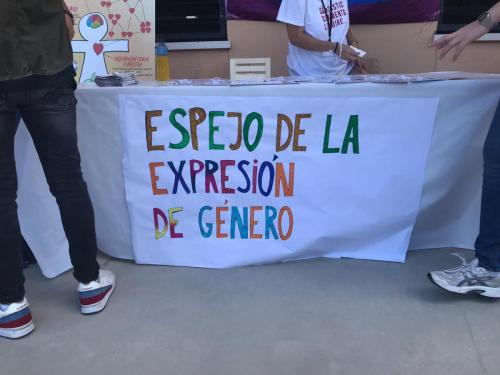 ESPEJO DE LA
EXPRESIÓN
DE GÉNERO